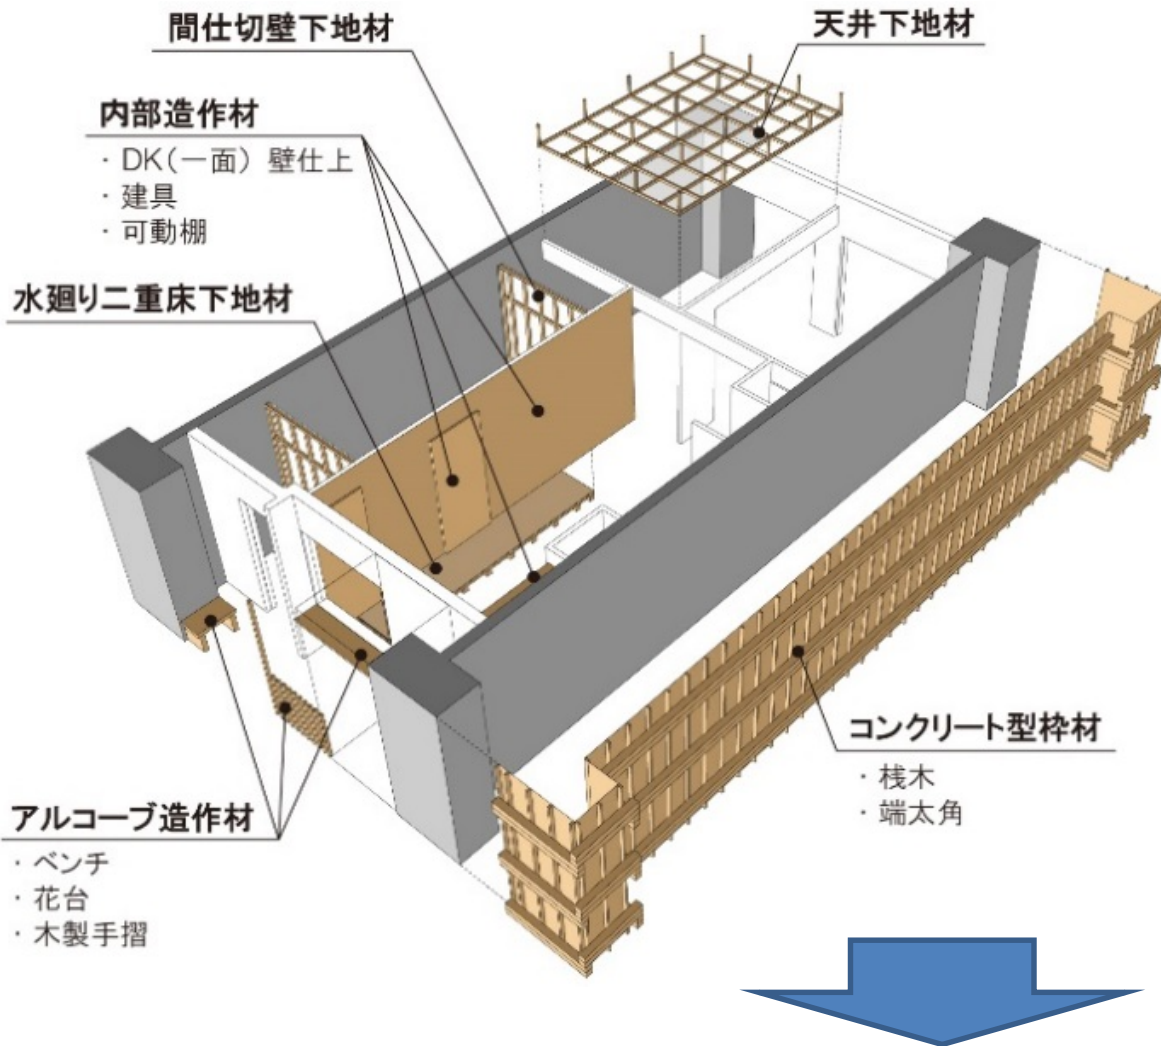 間仕切壁下地材
天井下地材
内部造作材
・DK(一面) 壁仕上
・建具
・可動棚
水廻り二重床下地材
コンクリート型枠材
・桟木
・端太角
アルコーブ造作材
・ベンチ
・花台
・木製手摺